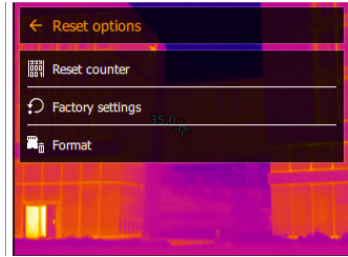 ← Reset options
Reset counter
Factory settings
35.0
Format